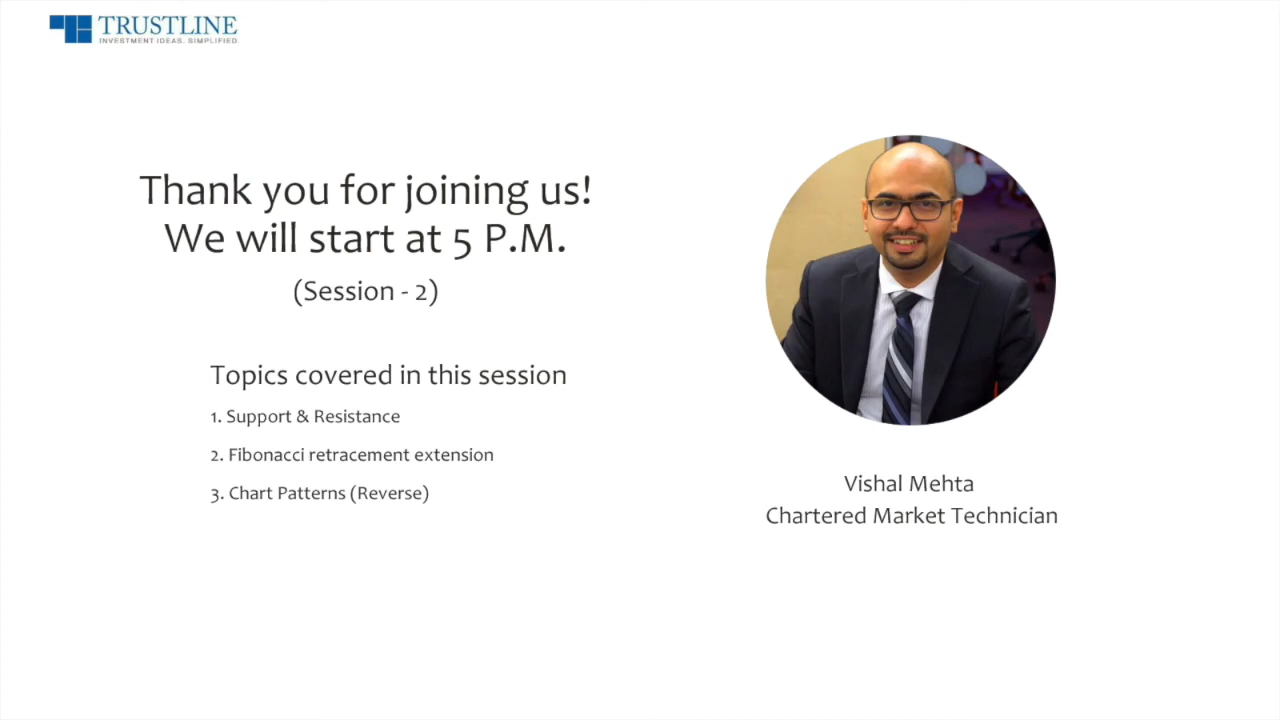 TRUSTLINE
INVESTMENT IDEAS. SIMPLIFIED.
Thank you for joining us!
We will start at 5 P.M.
(Session - 2)
Topics covered in this session
1. Support & Resistance
2. Fibonacci retracement extension
3. Chart Patterns (Reverse)
Vishal Mehta
Chartered Market Technician